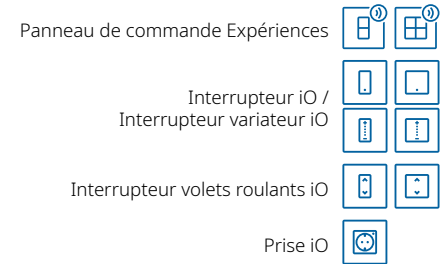 Panneau de commande Expériences
Interrupteur iO /
Interrupteur variateur iO
Interrupteur volets roulants iO
Prise iO